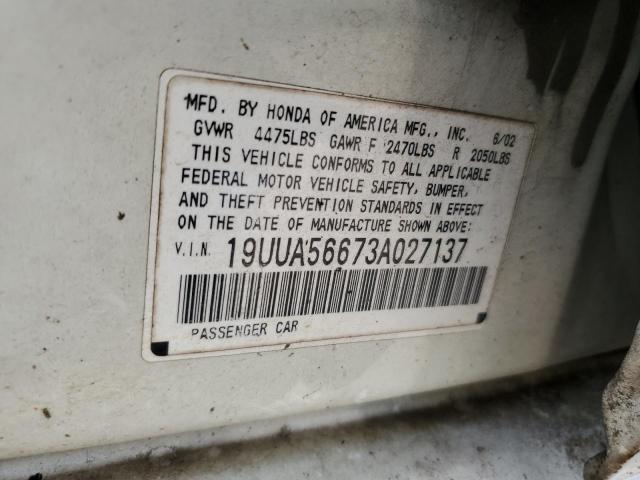 MFD. BY HONDA OF AMERICA MFG., INC. 6/02
GVWR 4475LBS GAWR F 2470LBS R 2050LBS
THIS VEHICLE CONFORMS TO ALL APPLICABLE
FEDERAL MOTOR VEHICLE SAFETY, BUMPER,
AND THEFT PREVENTION STANDARDS IN EFFECT
ON THE DATE OF MANUFACTURE SHOWN ABOVE:
V.I.N. 19UUA56673A027137
PASSENGER CAR